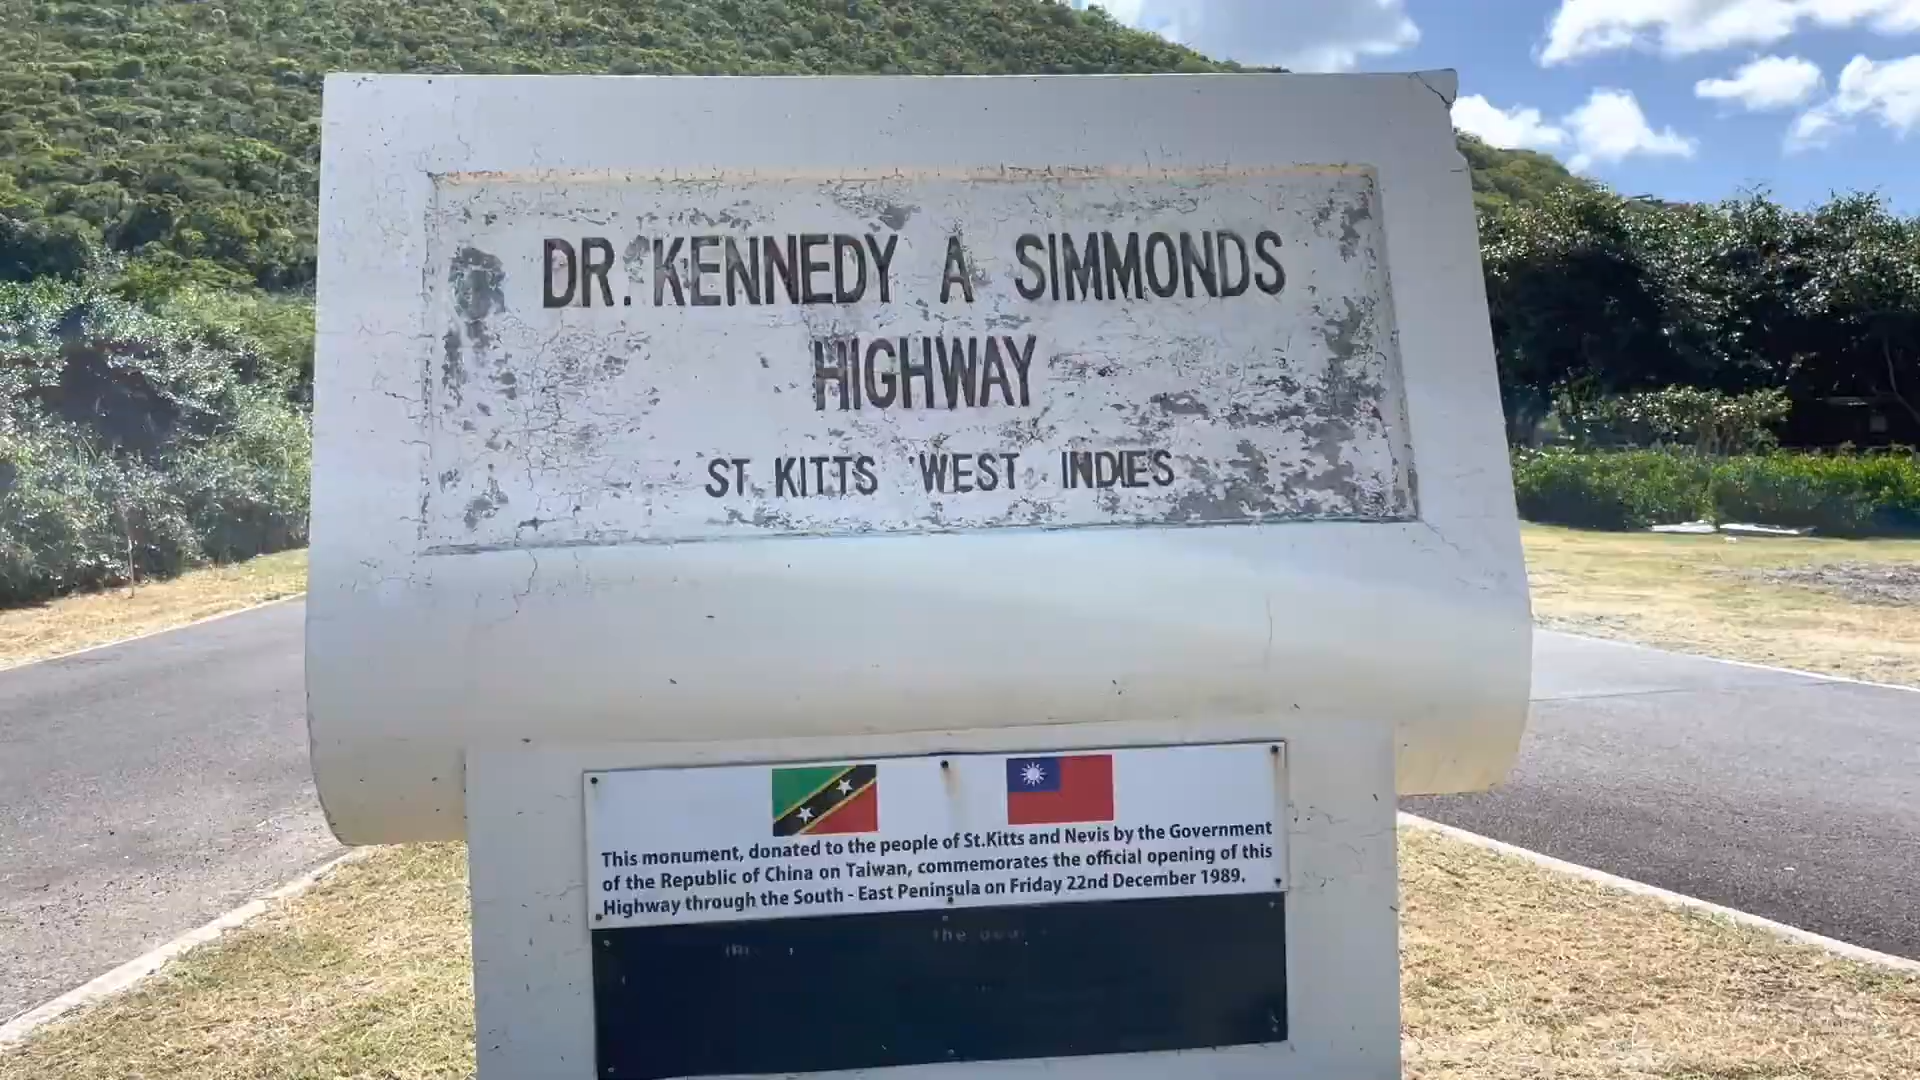 DR. KENNEDY A SIMMONDS
HIGHWAY
ST KITTS WEST INDIES
This monument, donated to the people of St.Kitts and Nevis by the Government
of the Republic of China on Taiwan, commemorates the official opening of this
Highway through the South - East Peninsula on Friday 22nd December 1989.
the